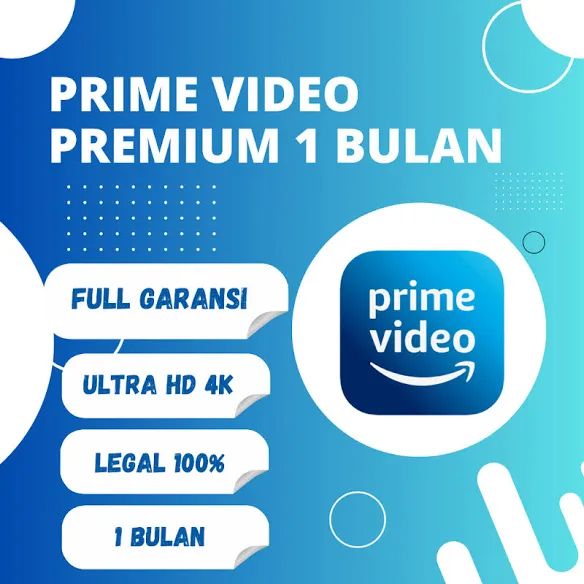 PRIME VIDEO
PREMIUM 1 BULAN
FULL GARANSI
ULTRA HD 4K
LEGAL 100%
1 BULAN
prime
video